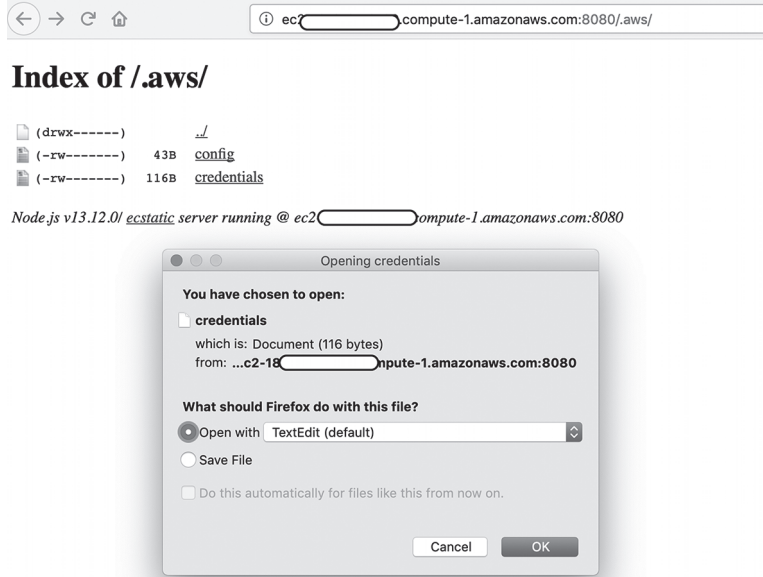 ec2 .compute-1.amazonaws.com:8080/.aws/
Index of /.aws/
(drwx------) ../
(-rw-------) 43B config
(-rw-------) 116B credentials
Node.js v13.12.0/ ecstatic server running @ ec2 ompute-1.amazonaws.com:8080
Opening credentials
You have chosen to open:
credentials
which is: Document (116 bytes)
from: ...c2-18 mpute-1.amazonaws.com:8080
What should Firefox do with this file?
Open with TextEdit (default)
Save File
Do this automatically for files like this from now on.
Cancel OK